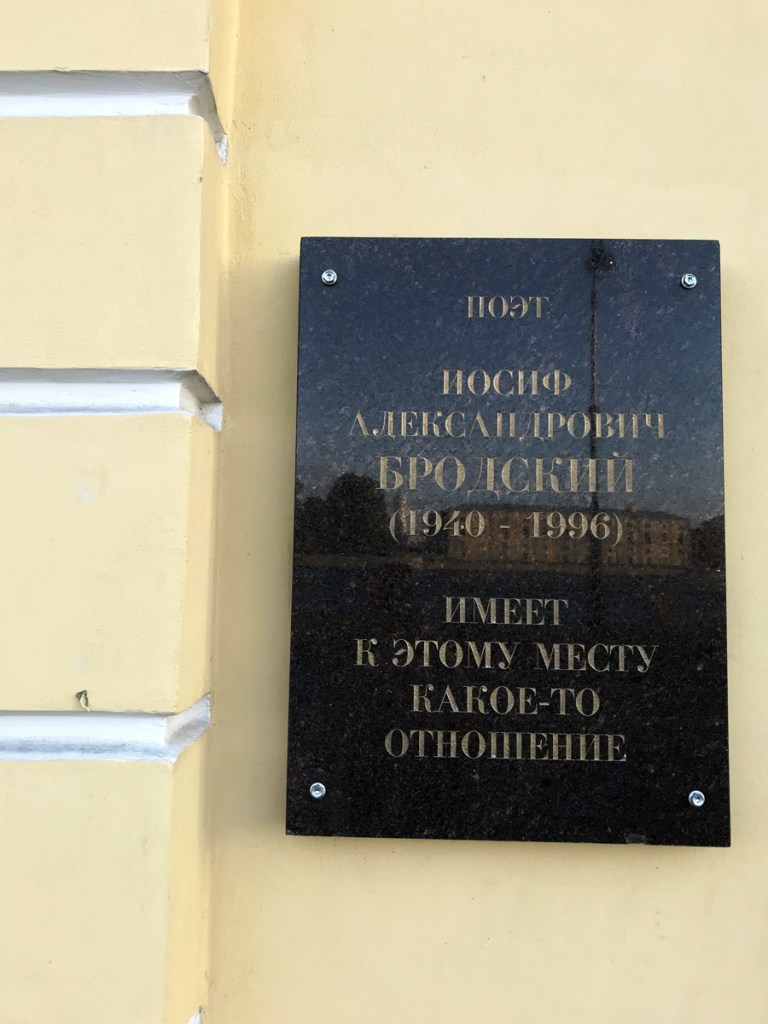 ПОЭТ
ИОСИФ
АЛЕКСАНДРОВИЧ
БРОДСКИЙ
(1940 - 1996)
ИМЕЕТ
К ЭТОМУ МЕСТУ
КАКОЕ-ТО
ОТНОШЕНИЕ